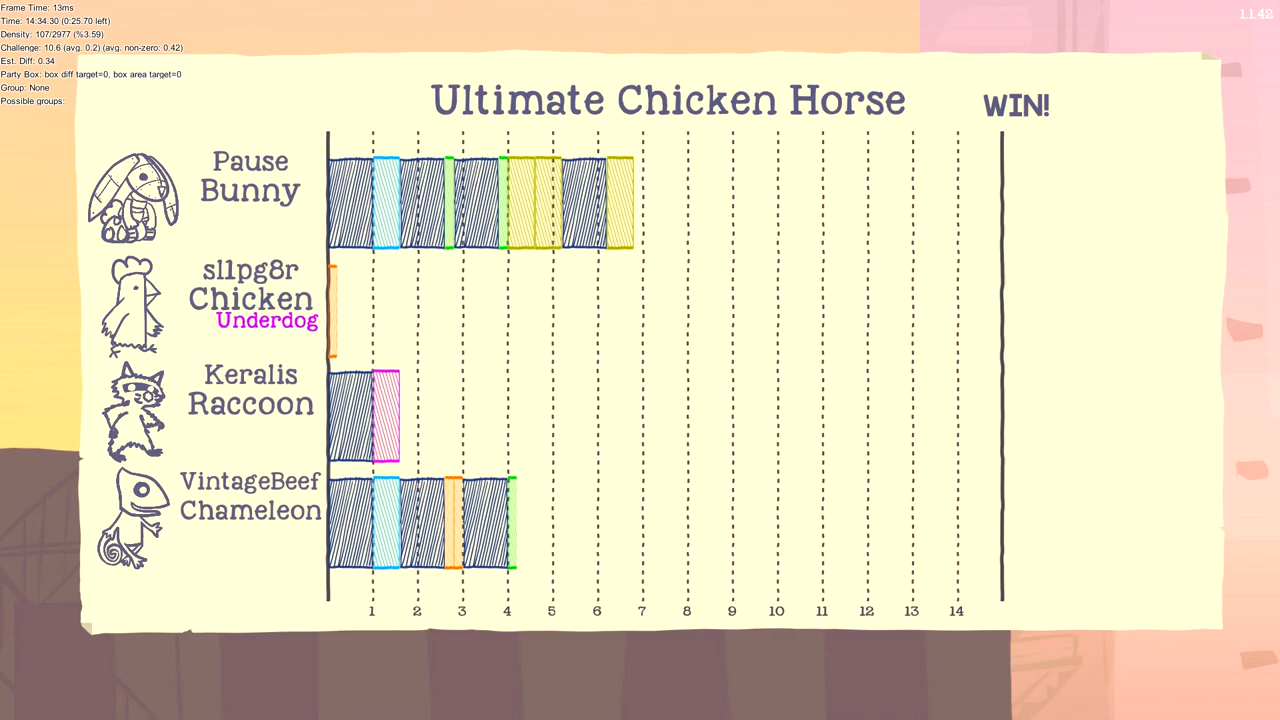 Frame Time: 13ms
Time: 14:34.30 (0:25.70 left)
Density: 107/2977 (%3.59)
Challenge: 10.6 (avg. 0.2) (avg. non-zero: 0.42)
Est. Diff: 0.34
Party Box: box diff target=0, box area target=0
Group: None
Possible groups:
1.1.42
Ultimate Chicken Horse
WIN!
Pause
Bunny
sl1pg8r
Chicken
Underdog
Keralis
Raccoon
VintageBeef
Chameleon
1 2 3 4 5 6 7 8 9 10 11 12 13 14